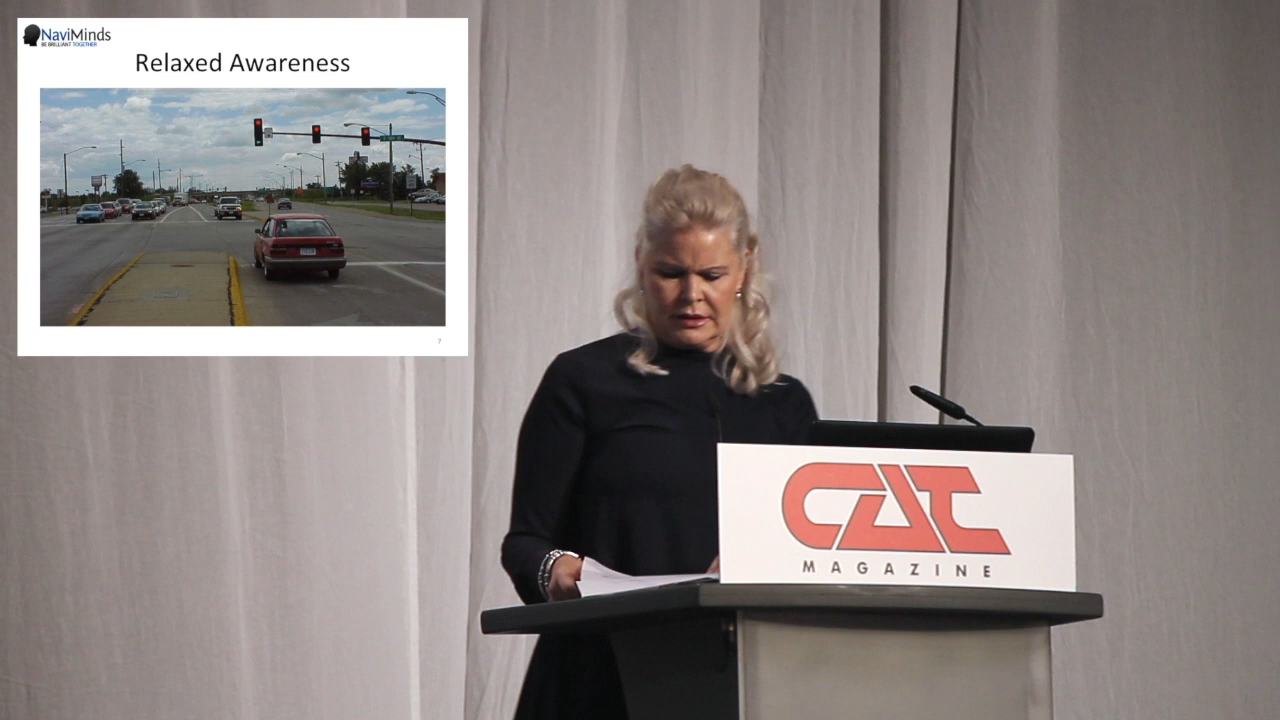 NaviMinds
BE BRILLIANT TOGETHER
Relaxed Awareness
7
CAT
MAGAZINE